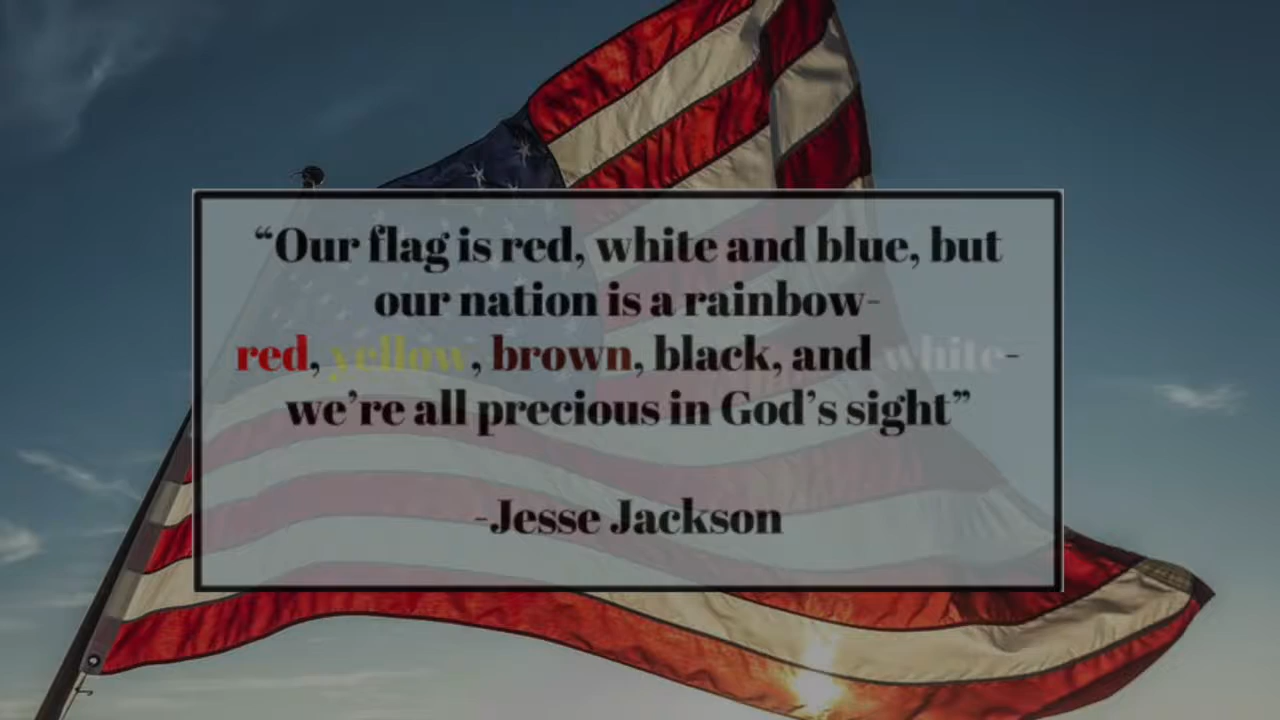 “Our flag is red, white and blue, but
our nation is a rainbow-
red, yellow, brown, black, and white-
we’re all precious in God’s sight”
-Jesse Jackson